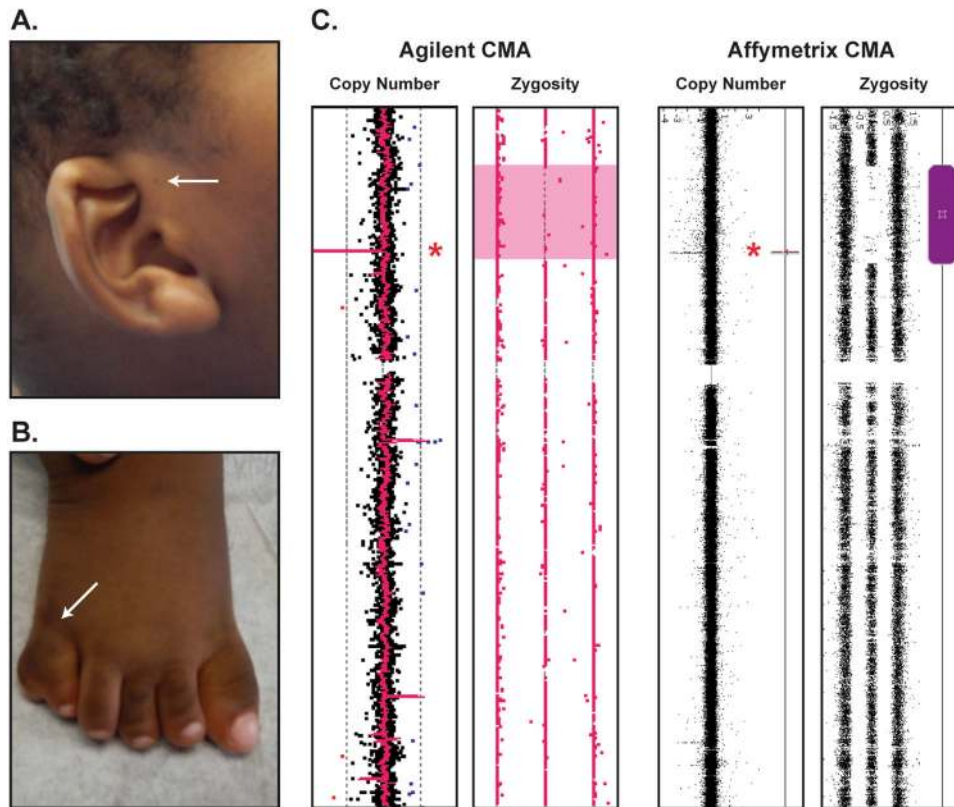 A.
B.
C.
Agilent CMA
Affymetrix CMA
Copy Number
Zygosity
Copy Number
Zygosity
*
*